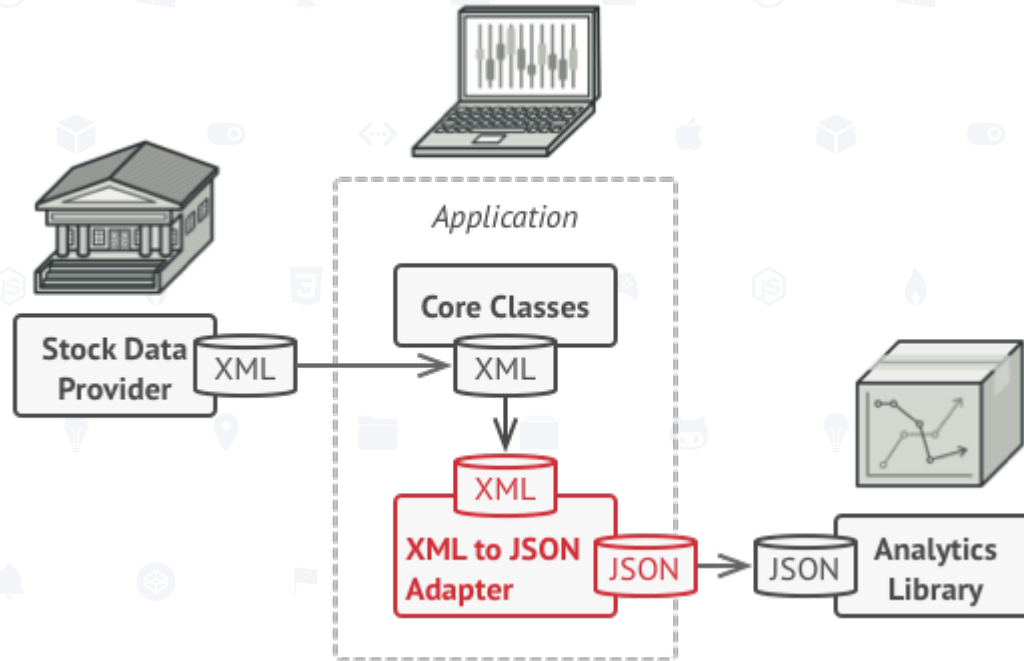 Application
Core Classes
Stock Data
Provider
XML
XML
XML
XML to JSON
Adapter
JSON
JSON
Analytics
Library